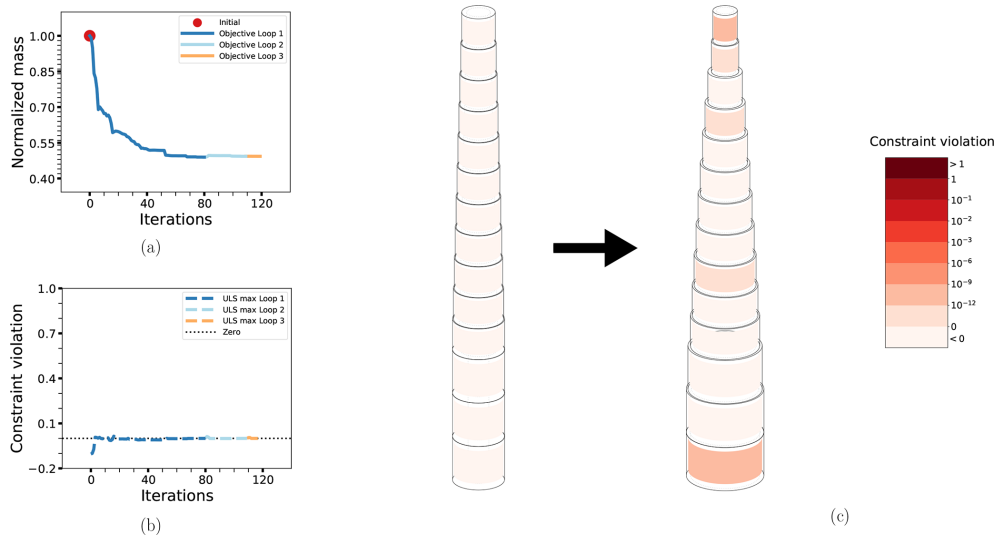 Initial
Objective Loop 1
Objective Loop 2
Objective Loop 3
Normalized mass
1.00
0.85
0.70
0.55
0.40
0
40
80
120
Iterations
(a)
ULS max Loop 1
ULS max Loop 2
ULS max Loop 3
Zero
Constraint violation
1.0
0.7
0.4
0.1
−0.2
0
40
80
120
Iterations
(b)
Constraint violation
> 1
1
10⁻¹
10⁻²
10⁻³
10⁻⁶
10⁻⁹
10⁻¹²
0
< 0
(c)